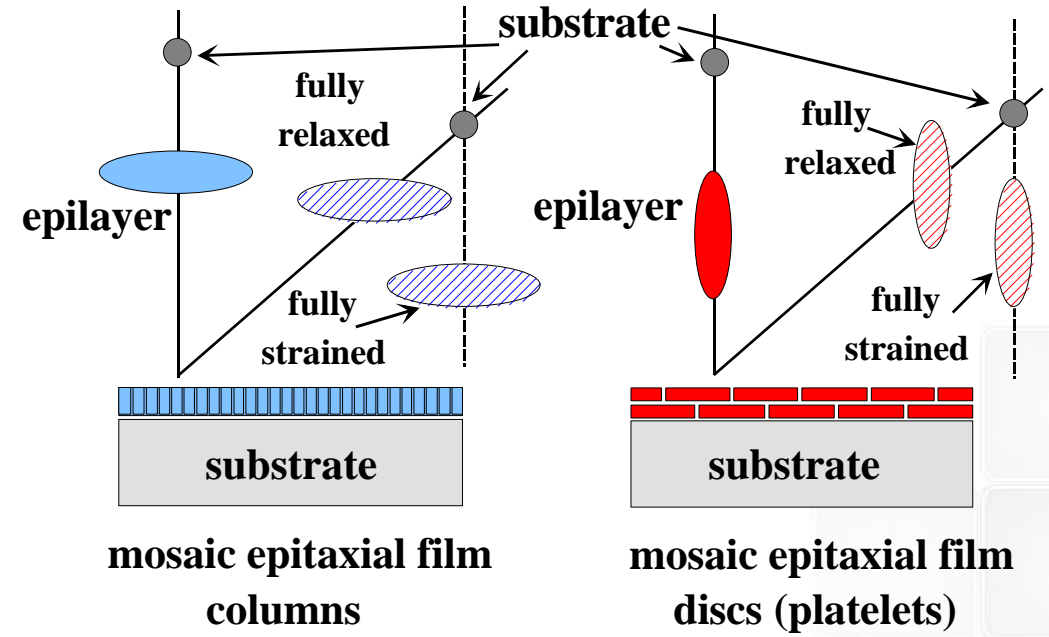 substrate
fully
relaxed
epilayer
fully
strained
substrate
mosaic epitaxial film
columns
fully
relaxed
epilayer
fully
strained
substrate
mosaic epitaxial film
discs (platelets)